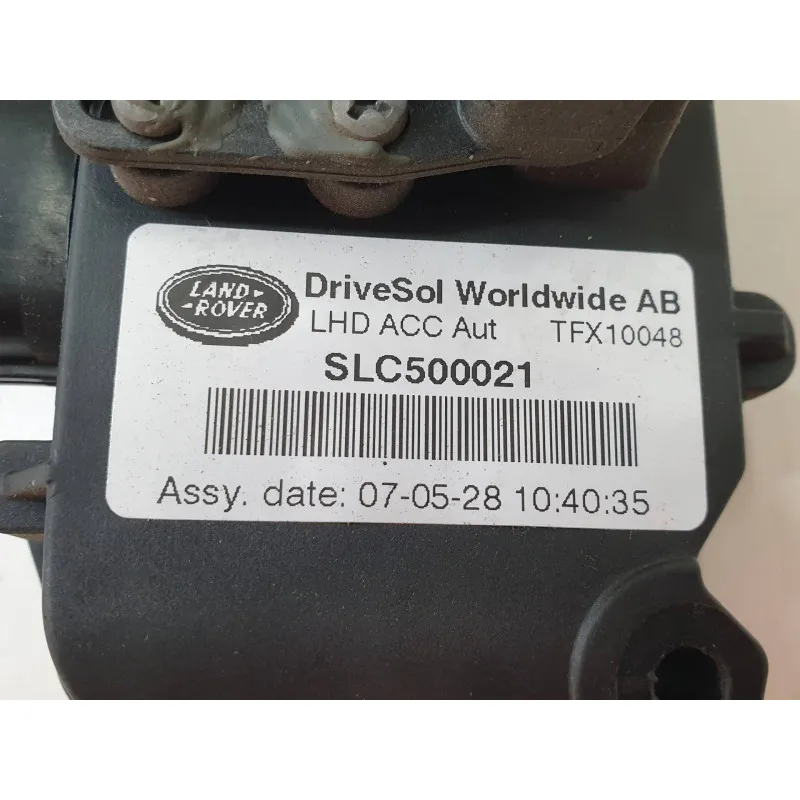 LAND
-ROVER
DriveSol Worldwide AB
LHD ACC Aut TFX10048
SLC500021
Assy. date: 07-05-28 10:40:35